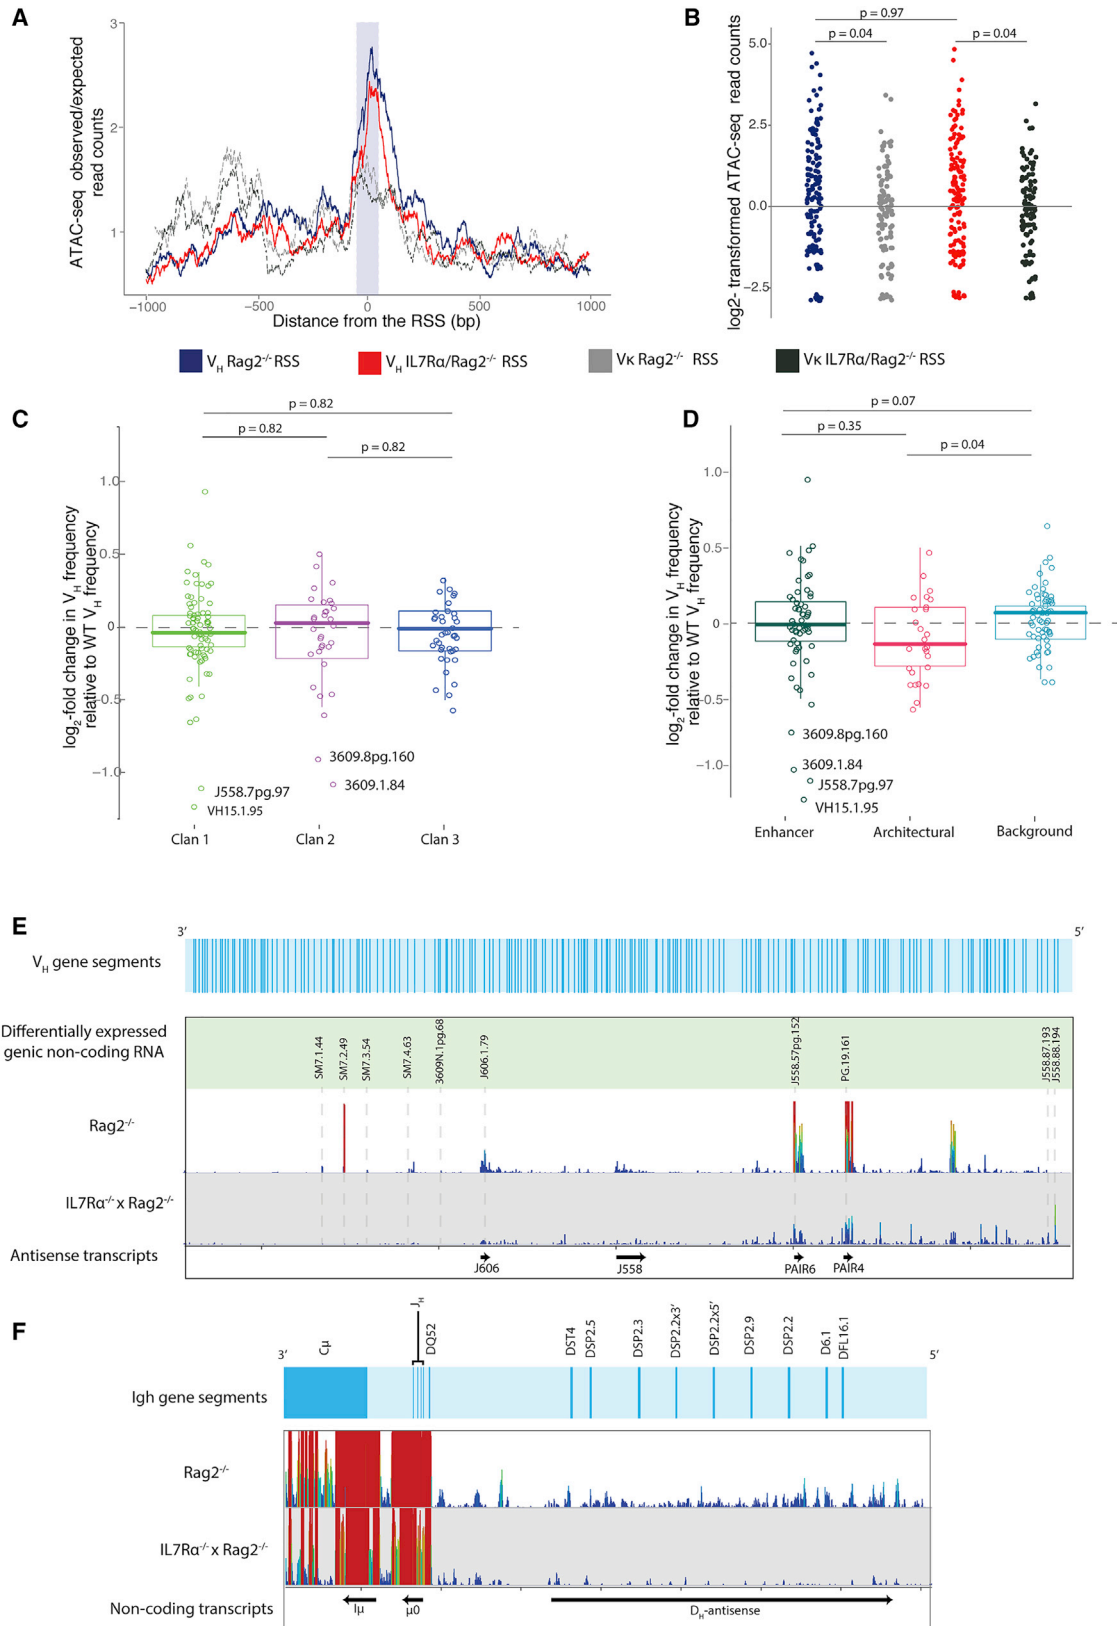 A
ATAC-seq observed/expected
read counts
3
2
1
−1000
−500
0
500
1000
Distance from the RSS (bp)
B
log2- transformed ATAC-seq read counts
p = 0.97
p = 0.04
p = 0.04
5.0
2.5
0.0
−2.5
VH Rag2-/- RSS
VH IL7Rα/Rag2-/- RSS
Vκ Rag2-/- RSS
Vκ IL7Rα/Rag2-/- RSS
C
p = 0.82
p = 0.82
p = 0.82
log2-fold change in VH frequency
relative to WT VH frequency
1.0
0.5
0
−0.5
−1.0
3609.8pg.160
3609.1.84
J558.7pg.97
VH15.1.95
Clan 1
Clan 2
Clan 3
D
p = 0.07
p = 0.35
p = 0.04
log2-fold change in VH frequency
relative to WT VH frequency
1.0
0.5
0
−0.5
−1.0
3609.8pg.160
3609.1.84
J558.7pg.97
VH15.1.95
Enhancer
Architectural
Background
E
3′
5′
VH gene segments
Differentially expressed
genic non-coding RNA
SM7.1.44
SM7.2.49
SM7.3.54
SM7.4.63
3609N.1pg.68
J606.1.79
J558.57pg.152
PG.19.161
J558.87.193
J558.88.194
Rag2-/-
IL7Rα-/- x Rag2-/-
Antisense transcripts
J606
J558
PAIR6
PAIR4
F
3′
Cμ
JH
DQ52
DST4
DSP2.5
DSP2.3
DSP2.2x3′
DSP2.2x5′
DSP2.9
DSP2.2
D6.1
DFL16.1
5′
Igh gene segments
Rag2-/-
IL7Rα-/- x Rag2-/-
Non-coding transcripts
Iμ
μ0
DH-antisense